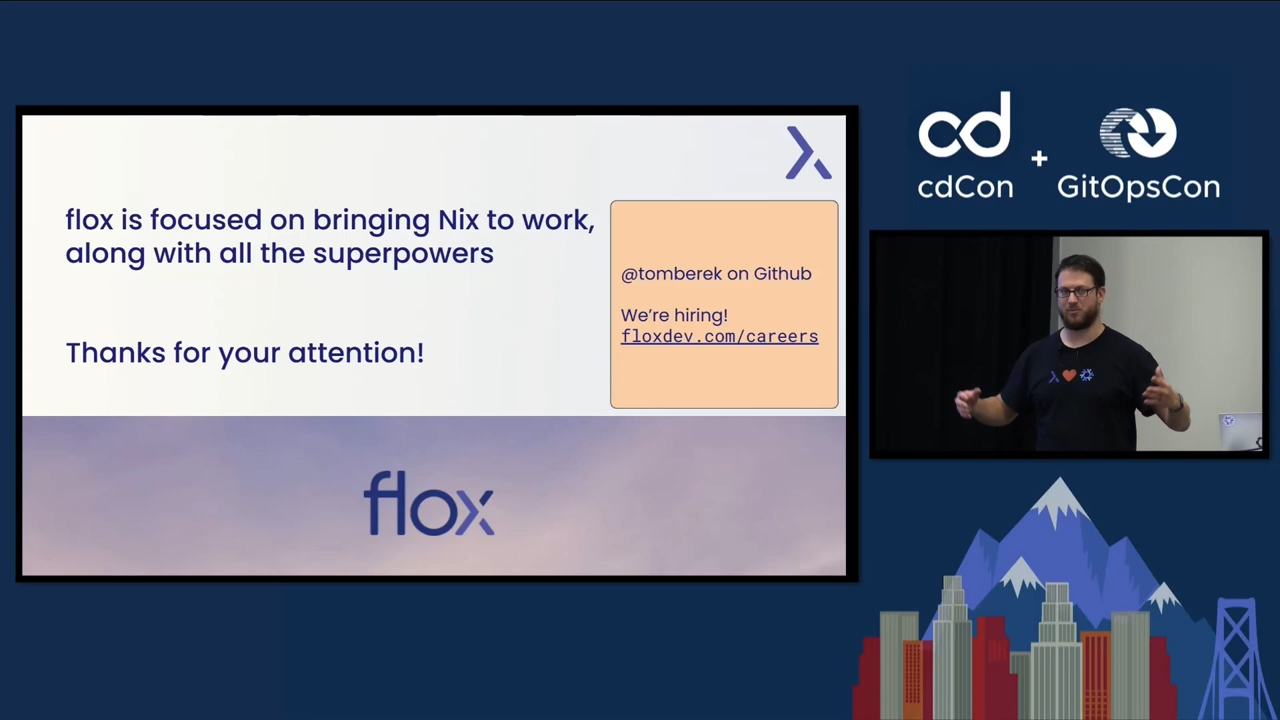 flox is focused on bringing Nix to work,
along with all the superpowers
Thanks for your attention!
@tomberek on Github
We're hiring!
floxdev.com/careers
flox
cd
+
cdCon
GitOpsCon